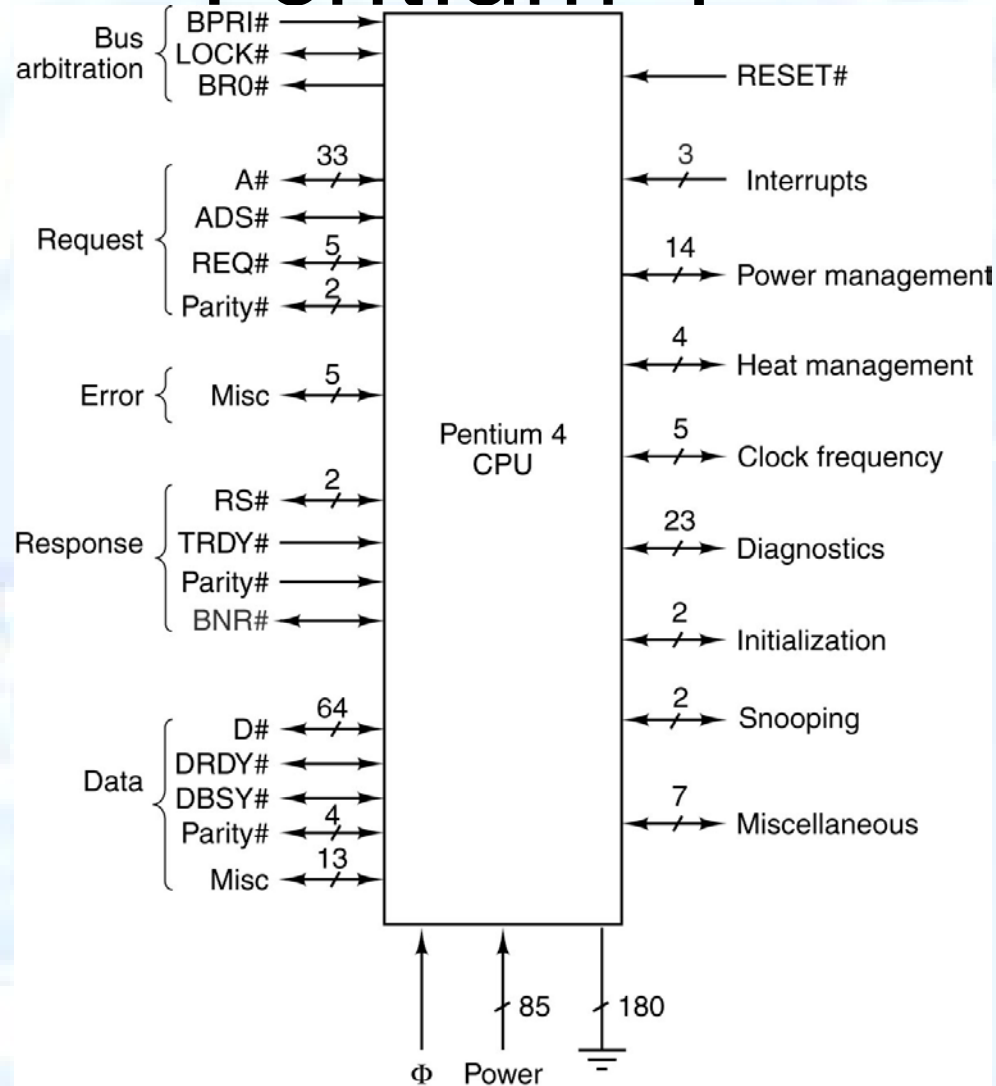 Bus
arbitration
BPRI#
LOCK#
BR0#
Request
A#
33
ADS#
REQ#
5
Parity#
2
Error
Misc
5
Response
RS#
2
TRDY#
Parity#
BNR#
Data
D#
64
DRDY#
DBSY#
Parity#
4
Misc
13
Pentium 4
CPU
RESET#
3
Interrupts
14
Power management
4
Heat management
5
Clock frequency
23
Diagnostics
2
Initialization
2
Snooping
7
Miscellaneous
Φ
85
Power
180